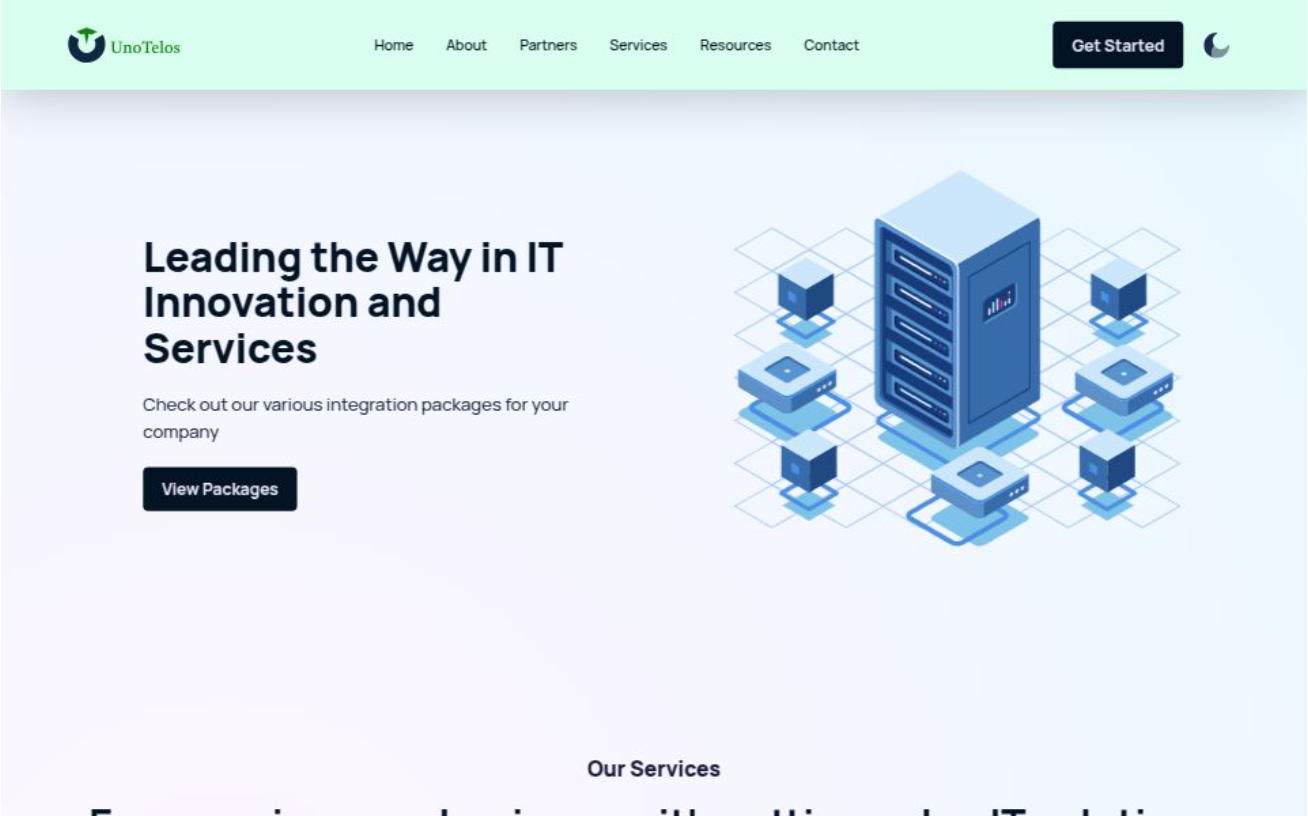 UnoTelos
Home About Partners Services Resources Contact
Get Started
Leading the Way in IT
Innovation and
Services
Check out our various integration packages for your
company
View Packages
Our Services